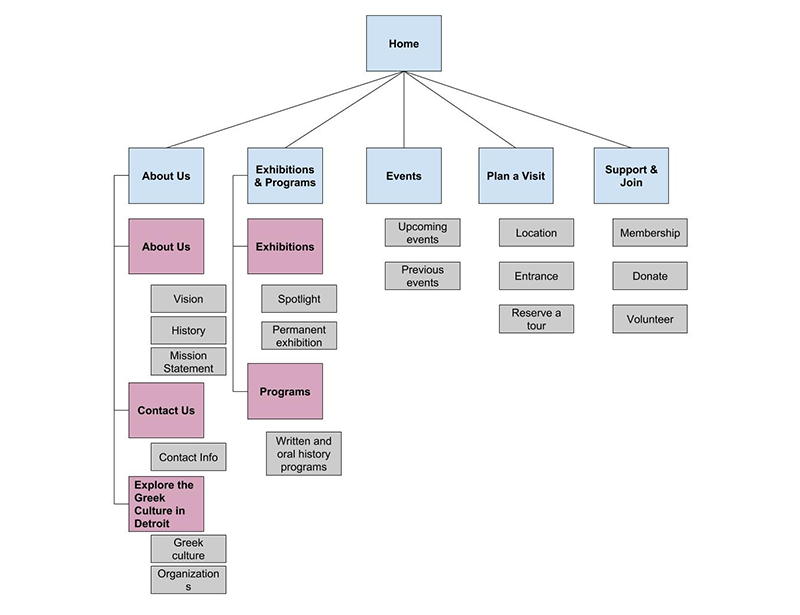 Home
About Us
Exhibitions
& Programs
Events
Plan a Visit
Support &
Join
About Us
Vision
History
Mission
Statement
Contact Us
Contact Info
Explore the
Greek
Culture in
Detroit
Greek
culture
Organization
s
Exhibitions
Spotlight
Permanent
exhibition
Programs
Written and
oral history
programs
Upcoming
events
Previous
events
Location
Entrance
Reserve a
tour
Membership
Donate
Volunteer